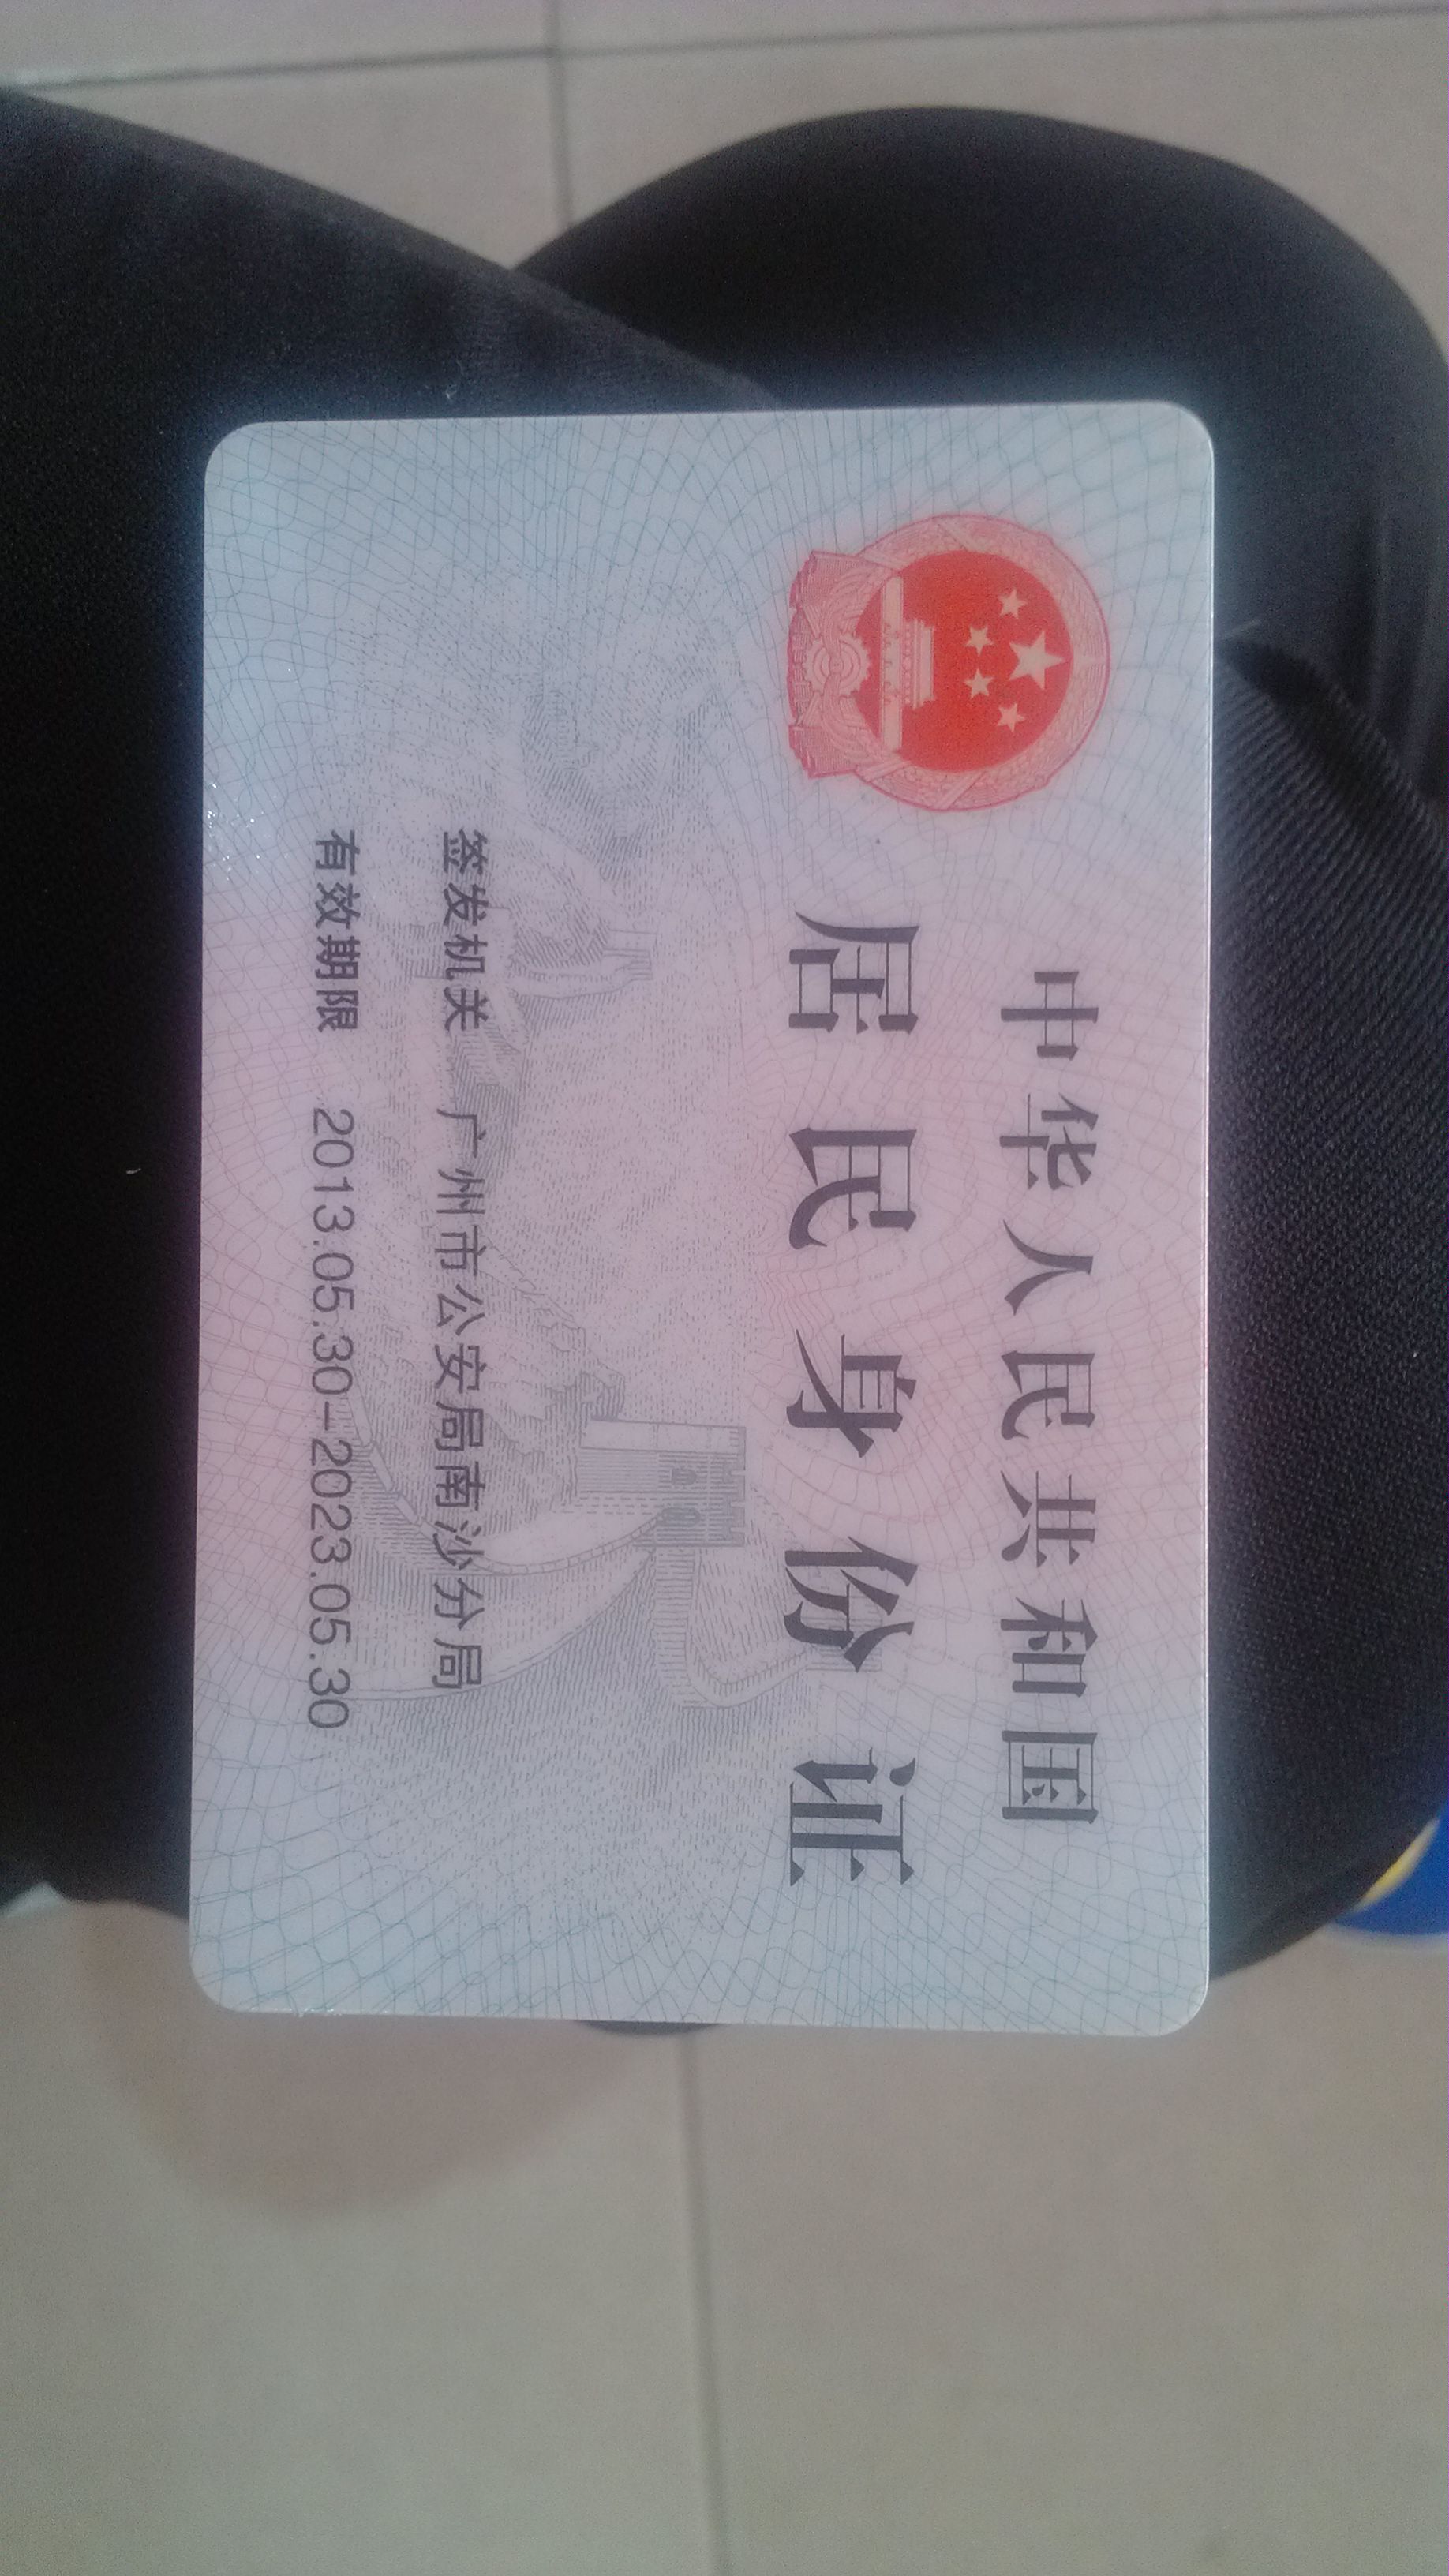 中华人民共和国
居民身份证
签发机关 广州市公安局南沙分局
有效期限 2013.05.30-2023.05.30